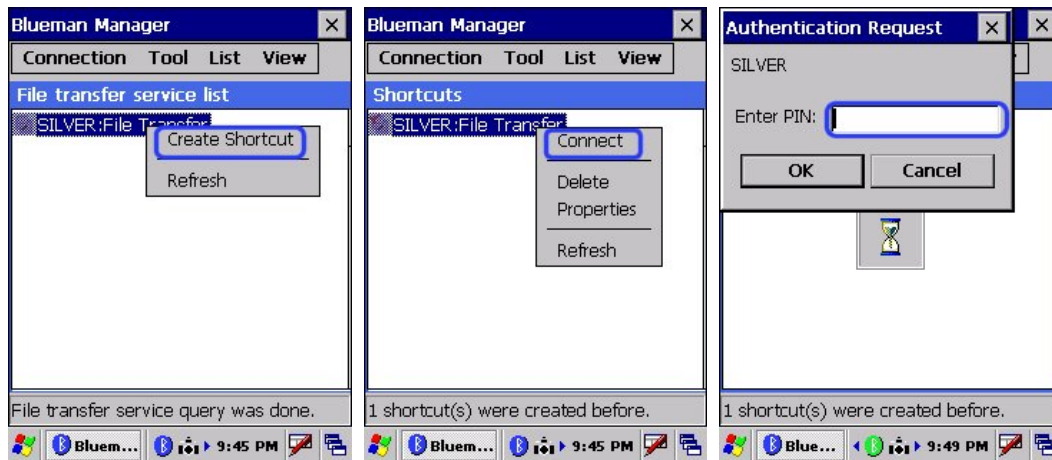 Blueman Manager
Connection Tool List View
File transfer service list
SILVER:File Transfer
Create Shortcut
Refresh
File transfer service query was done.
Bluem... 9:45 PM
Blueman Manager
Connection Tool List View
Shortcuts
SILVER:File Transfer
Connect
Delete
Properties
Refresh
1 shortcut(s) were created before.
Bluem... 9:45 PM
Authentication Request
SILVER
Enter PIN:
OK Cancel
1 shortcut(s) were created before.
Blue... 9:49 PM